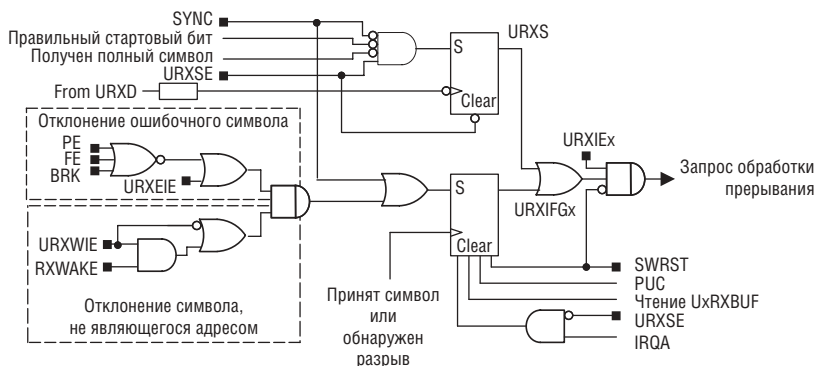 SYNC
Правильный стартовый бит
Получен полный символ
URXSE
From URXD
S
Clear
URXS
Отклонение ошибочного символа
PE
FE
BRK
URXEIE
URXWIE
RXWAKE
Отклонение символа,
не являющегося адресом
S
Clear
URXIFGx
URXIEx
Запрос обработки
прерывания
Принят символ
или
обнаружен
разрыв
SWRST
PUC
Чтение UxRXBUF
URXSE
IRQA